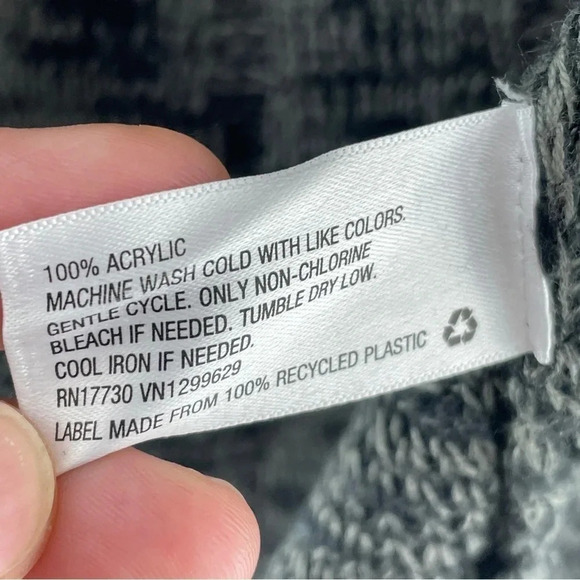 100% ACRYLIC
MACHINE WASH COLD WITH LIKE COLORS.
GENTLE CYCLE. ONLY NON-CHLORINE
BLEACH IF NEEDED. TUMBLE DRY LOW.
COOL IRON IF NEEDED.
RN17730 VN1299629
LABEL MADE FROM 100% RECYCLED PLASTIC